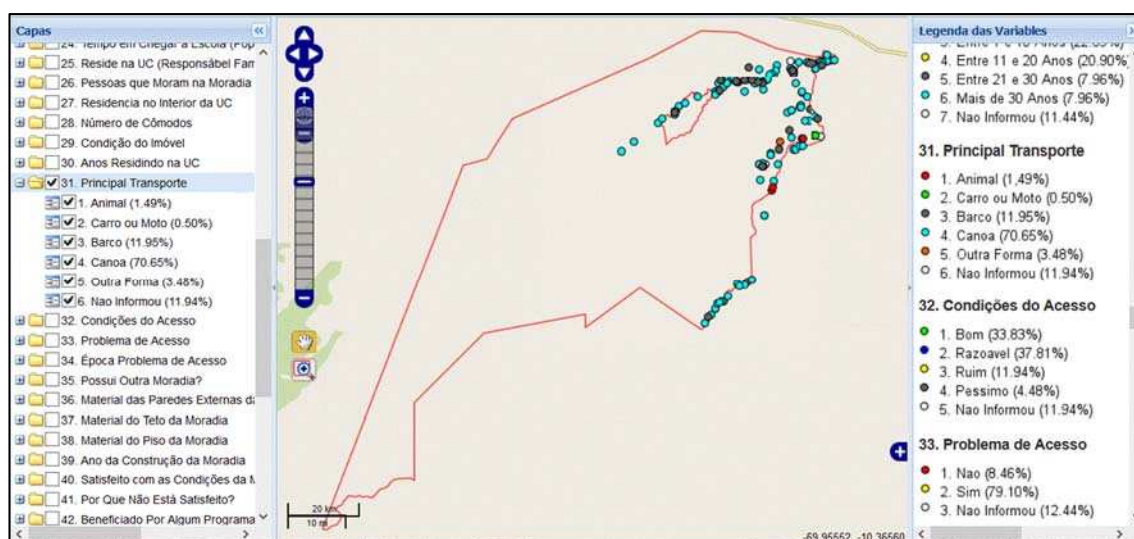 Capas
24. Tempo em Chegar a Escola (Pop
25. Reside na UC (Responsábel Fam
26. Pessoas que Moram na Moradia
27. Residencia no Interior da UC
28. Número de Cômodos
29. Condição do Imóvel
30. Anos Residindo na UC
31. Principal Transporte
1. Animal (1.49%)
2. Carro ou Moto (0.50%)
3. Barco (11.95%)
4. Canoa (70.65%)
5. Outra Forma (3.48%)
6. Nao Informou (11.94%)
32. Condições do Acesso
33. Problema de Acesso
34. Época Problema de Acesso
35. Possui Outra Moradia?
36. Material das Paredes Externas da
37. Material do Teto da Moradia
38. Material do Piso da Moradia
39. Ano da Construção da Moradia
40. Satisfeito com as Condições da M
41. Por Que Não Está Satisfeito?
42. Beneficiado Por Algum Programa
20 km
10 mi
-69.95552, -10.36560
Legenda das Variables
4. Entre 11 e 20 Anos (20.90%)
5. Entre 21 e 30 Anos (7.96%)
6. Mais de 30 Anos (7.96%)
7. Nao Informou (11.44%)
31. Principal Transporte
1. Animal (1,49%)
2. Carro ou Moto (0.50%)
3. Barco (11.95%)
4. Canoa (70.65%)
5. Outra Forma (3.48%)
6. Nao Informou (11.94%)
32. Condições do Acesso
1. Bom (33.83%)
2. Razoavel (37.81%)
3. Ruim (11.94%)
4. Pessimo (4.48%)
5. Nao Informou (11.94%)
33. Problema de Acesso
1. Nao (8.46%)
2. Sim (79.10%)
3. Nao Informou (12.44%)